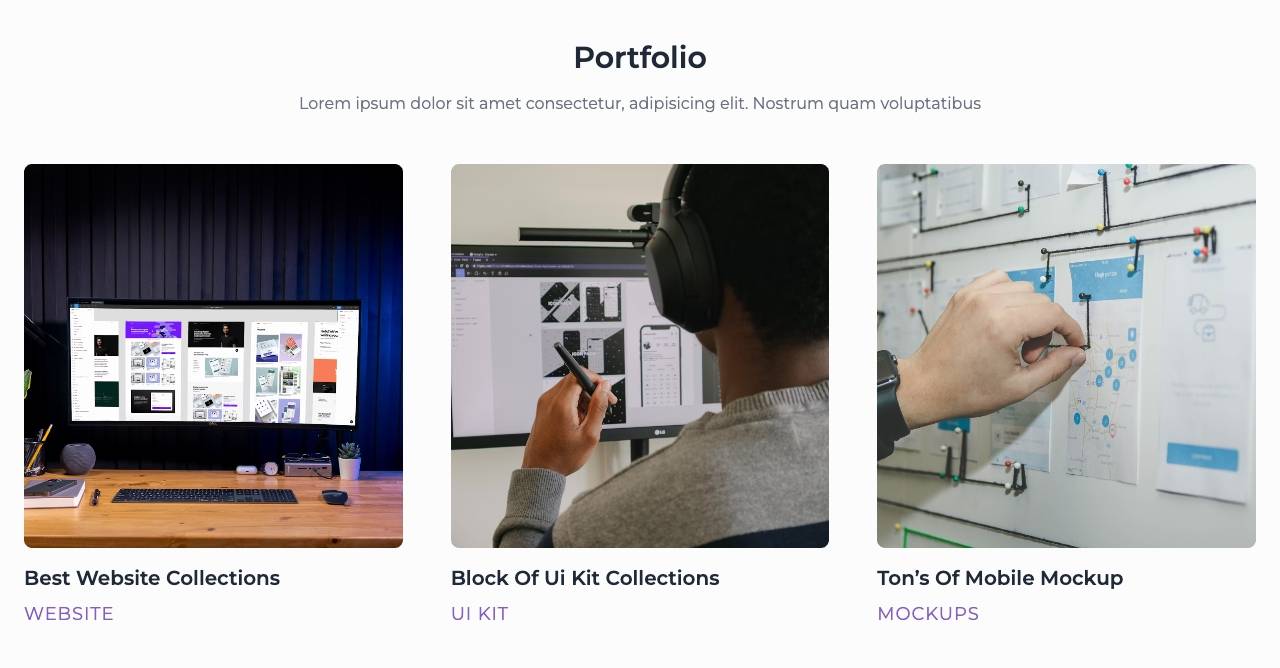 Portfolio
Lorem ipsum dolor sit amet consectetur, adipisicing elit. Nostrum quam voluptatibus
Best Website Collections
WEBSITE
Block Of Ui Kit Collections
UI KIT
Ton’s Of Mobile Mockup
MOCKUPS
LG